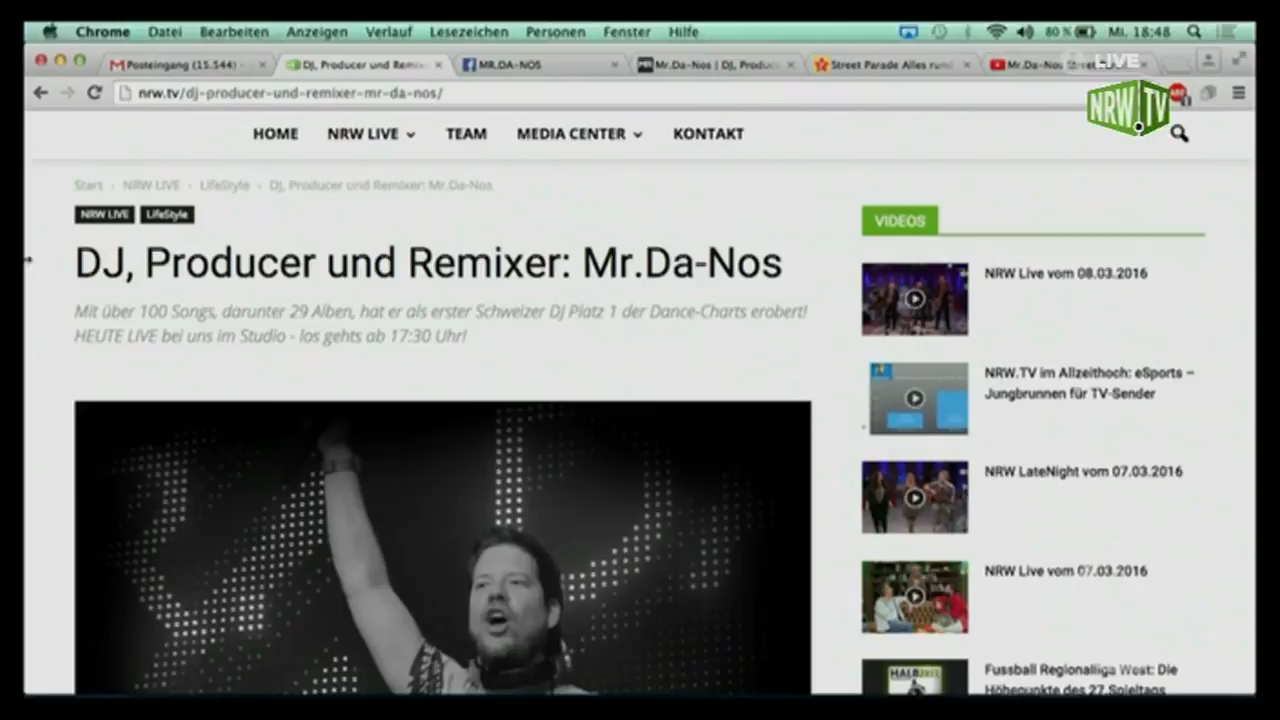 Chrome Datei Bearbeiten Anzeigen Verlauf Lesezeichen Personen Fenster Hilfe 80 % Mi. 18:48
Posteingang (15.544) - DJ, Producer und Remix MR.DA-NOS Mr.Da-Nos | DJ, Produc Street Parade Alles rund Mr.Da-Nos Street
LIVE
nrw.tv/dj-producer-und-remixer-mr-da-nos/
NRW.TV
HOME NRW LIVE TEAM MEDIA CENTER KONTAKT
Start › NRW LIVE › LifeStyle › DJ, Producer und Remixer: Mr.Da-Nos
NRW LIVE LifeStyle
DJ, Producer und Remixer: Mr.Da-Nos
Mit über 100 Songs, darunter 29 Alben, hat er als erster Schweizer DJ Platz 1 der Dance-Charts erobert!
HEUTE LIVE bei uns im Studio - los gehts ab 17:30 Uhr!
VIDEOS
NRW Live vom 08.03.2016
NRW.TV im Allzeithoch: eSports –
Jungbrunnen für TV-Sender
NRW LateNight vom 07.03.2016
NRW Live vom 07.03.2016
HALBZEIT
Fussball Regionalliga West: Die
Höhepunkte des 27.Spieltags